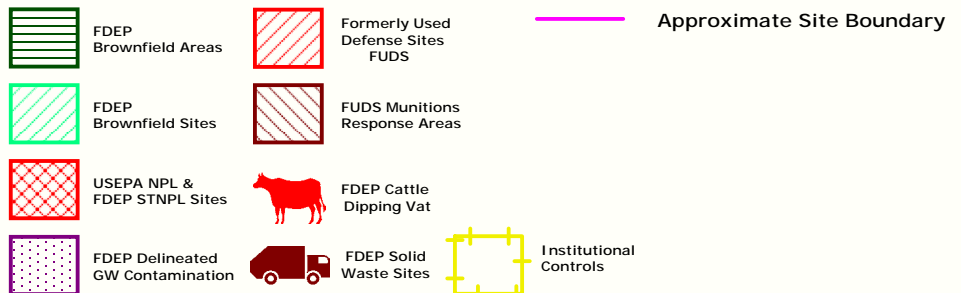 FDEP
Brownfield Areas
Formerly Used
Defense Sites
FUDS
Approximate Site Boundary
FDEP
Brownfield Sites
FUDS Munitions
Response Areas
USEPA NPL &
FDEP STNPL Sites
FDEP Cattle
Dipping Vat
FDEP Delineated
GW Contamination
FDEP Solid
Waste Sites
Institutional
Controls